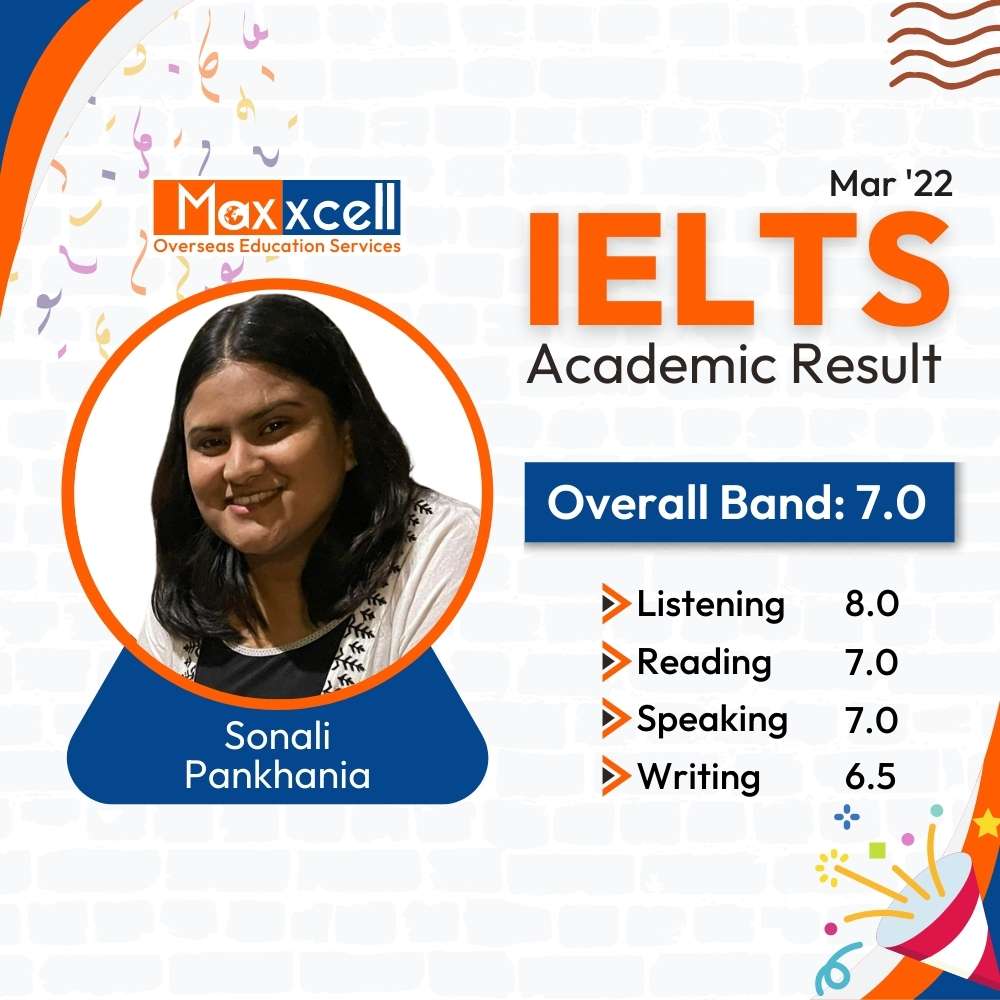 Maxxcell
Overseas Education Services
Mar '22
IELTS
Academic Result
Overall Band: 7.0
Listening 8.0
Reading 7.0
Speaking 7.0
Writing 6.5
Sonali
Pankhania